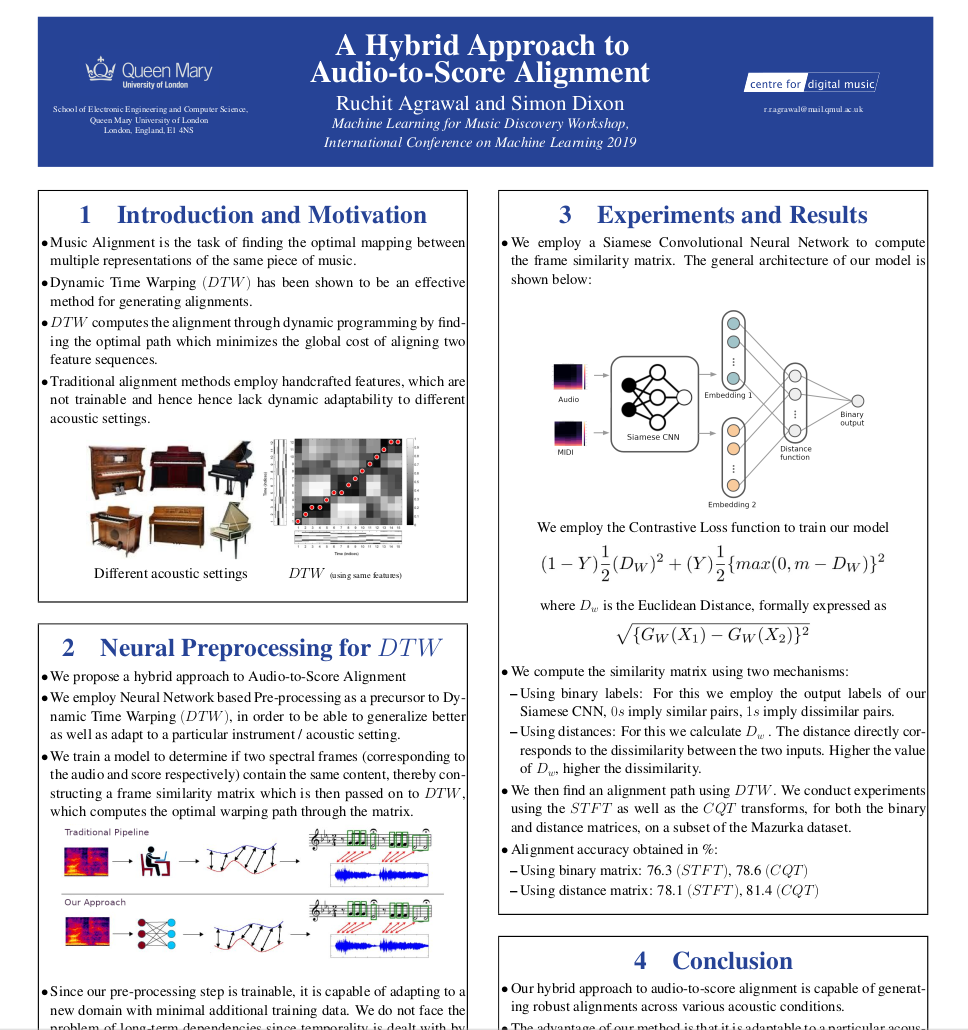 Queen Mary
University of London
School of Electronic Engineering and Computer Science,
Queen Mary University of London
London, England, E1 4NS
A Hybrid Approach to
Audio-to-Score Alignment
Ruchit Agrawal and Simon Dixon
Machine Learning for Music Discovery Workshop,
International Conference on Machine Learning 2019
centre for digital music
r.r.agrawal@mail.qmul.ac.uk
1 Introduction and Motivation
•Music Alignment is the task of finding the optimal mapping between
multiple representations of the same piece of music.
•Dynamic Time Warping (DTW) has been shown to be an effective
method for generating alignments.
•DTW computes the alignment through dynamic programming by find-
ing the optimal path which minimizes the global cost of aligning two
feature sequences.
•Traditional alignment methods employ handcrafted features, which are
not trainable and hence hence lack dynamic adaptability to different
acoustic settings.
Time (indices)
Different acoustic settings
DTW (using same features)
2 Neural Preprocessing for DTW
•We propose a hybrid approach to Audio-to-Score Alignment
•We employ Neural Network based Pre-processing as a precursor to Dy-
namic Time Warping (DTW), in order to be able to generalize better
as well as adapt to a particular instrument / acoustic setting.
•We train a model to determine if two spectral frames (corresponding to
the audio and score respectively) contain the same content, thereby con-
structing a frame similarity matrix which is then passed on to DTW,
which computes the optimal warping path through the matrix.
Traditional Pipeline
Our Approach
•Since our pre-processing step is trainable, it is capable of adapting to a
new domain with minimal additional training data. We do not face the
problem of long-term dependencies since temporality is dealt with by
3 Experiments and Results
•We employ a Siamese Convolutional Neural Network to compute
the frame similarity matrix. The general architecture of our model is
shown below:
Audio
MIDI
Siamese CNN
Embedding 1
Embedding 2
Distance
function
Binary
output
We employ the Contrastive Loss function to train our model
(1 − Y)1/2(D_W)² + (Y)1/2{max(0, m − D_W)}²
where D_w is the Euclidean Distance, formally expressed as
√{G_W(X_1) − G_W(X_2)}²
•We compute the similarity matrix using two mechanisms:
–Using binary labels: For this we employ the output labels of our
Siamese CNN, 0s imply similar pairs, 1s imply dissimilar pairs.
–Using distances: For this we calculate D_w . The distance directly cor-
responds to the dissimilarity between the two inputs. Higher the value
of D_w, higher the dissimilarity.
•We then find an alignment path using DTW. We conduct experiments
using the STFT as well as the CQT transforms, for both the binary
and distance matrices, on a subset of the Mazurka dataset.
•Alignment accuracy obtained in %:
–Using binary matrix: 76.3 (STFT), 78.6 (CQT)
–Using distance matrix: 78.1 (STFT), 81.4 (CQT)
4 Conclusion
•Our hybrid approach to audio-to-score alignment is capable of generat-
ing robust alignments across various acoustic conditions.
•The advantage of our method is that it is adaptable to a particular acous-